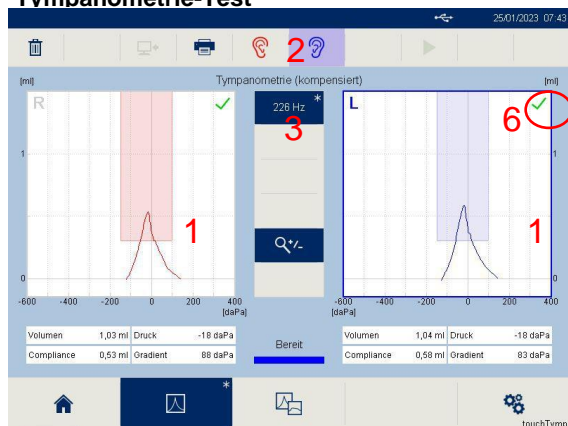 Tympanometrie-Test
25/01/2023 07:43
2
[ml]
Tympanometrie (kompensiert)
[ml]
R
226 Hz *
L
6
3
1
1
1
1
0
0
-600 -400 -200 0 200 400
[daPa]
-600 -400 -200 0 200 400
[daPa]
+/-
Volumen 1,03 ml Druck -18 daPa
Compliance 0,53 ml Gradient 88 daPa
Bereit
Volumen 1,04 ml Druck -18 daPa
Compliance 0,58 ml Gradient 83 daPa
*
touchTymp